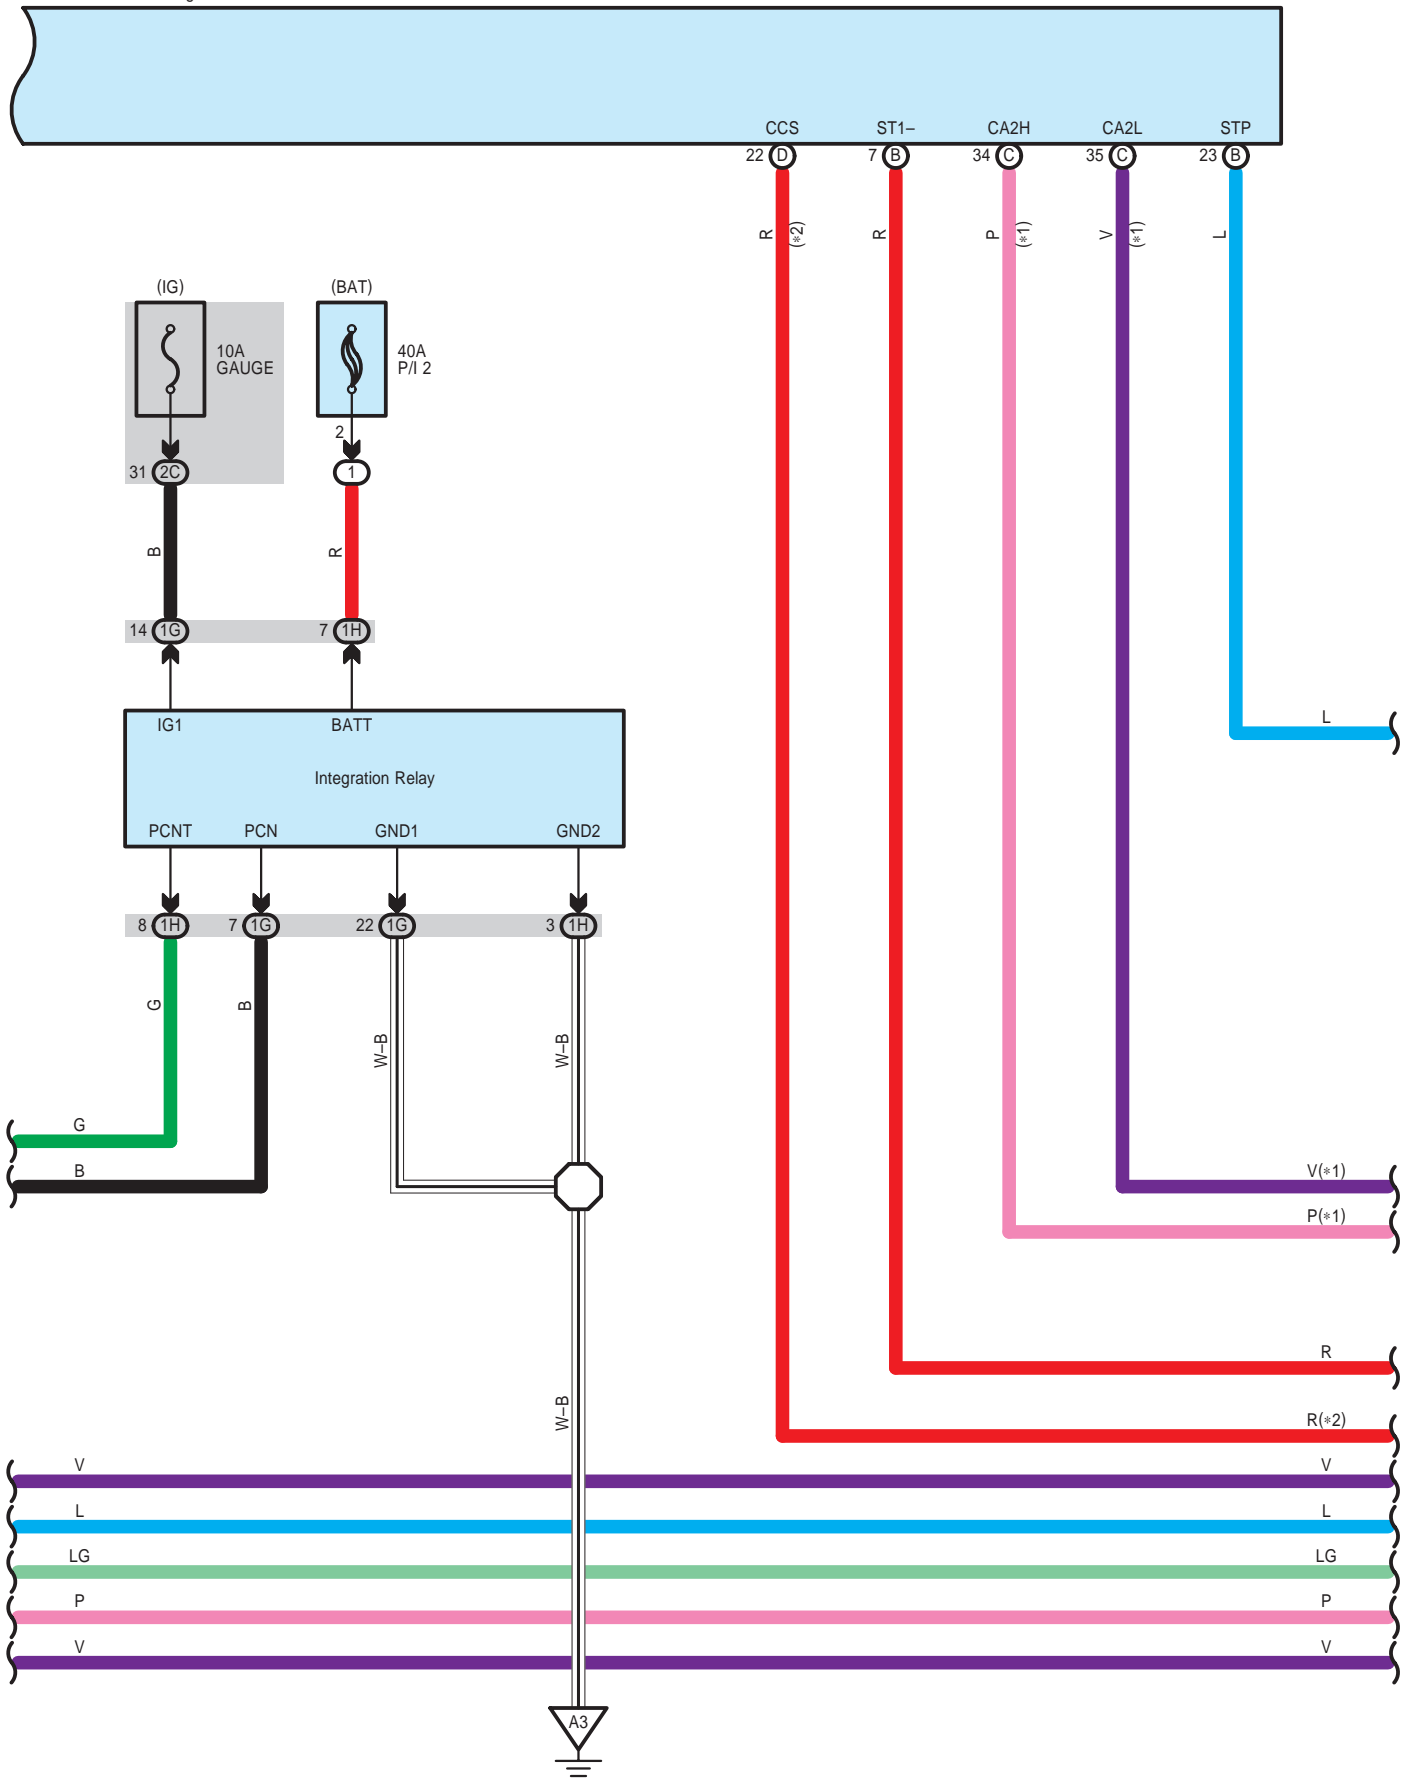 CCS ST1– CA2H CA2L STP
22 D 7 B 34 C 35 C 23 B
R (*2) R P (*1) V (*1) L
(IG) (BAT)
10A GAUGE
40A P/I 2
2
31 2C 1
B R
14 1G 7 1H
L
IG1 BATT
Integration Relay
PCNT PCN GND1 GND2
8 1H 7 1G 22 1G 3 1H
G B W–B W–B
G
B V(*1)
P(*1)
R
W–B R(*2)
V V
L L
LG LG
P P
V V
A3